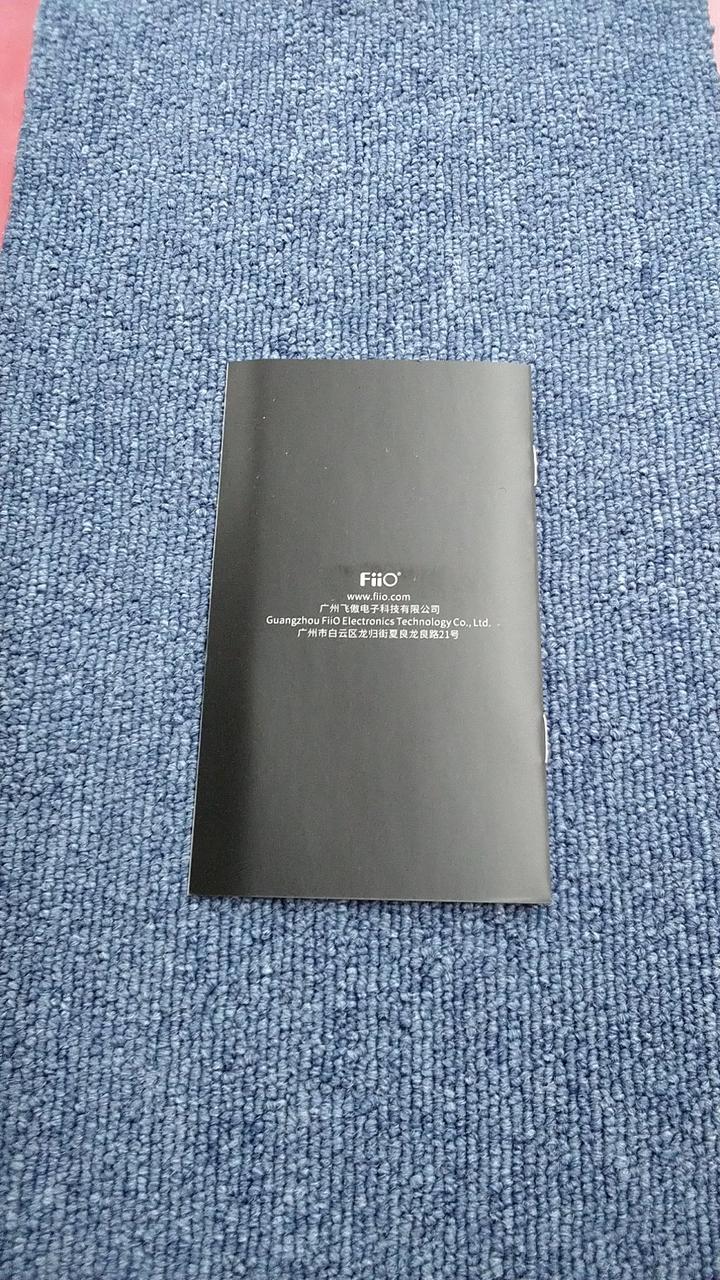 FiiO®
www.fiio.com
广州飞傲电子科技有限公司
Guangzhou FiiO Electronics Technology Co., Ltd.
广州市白云区龙归街夏良龙良路21号